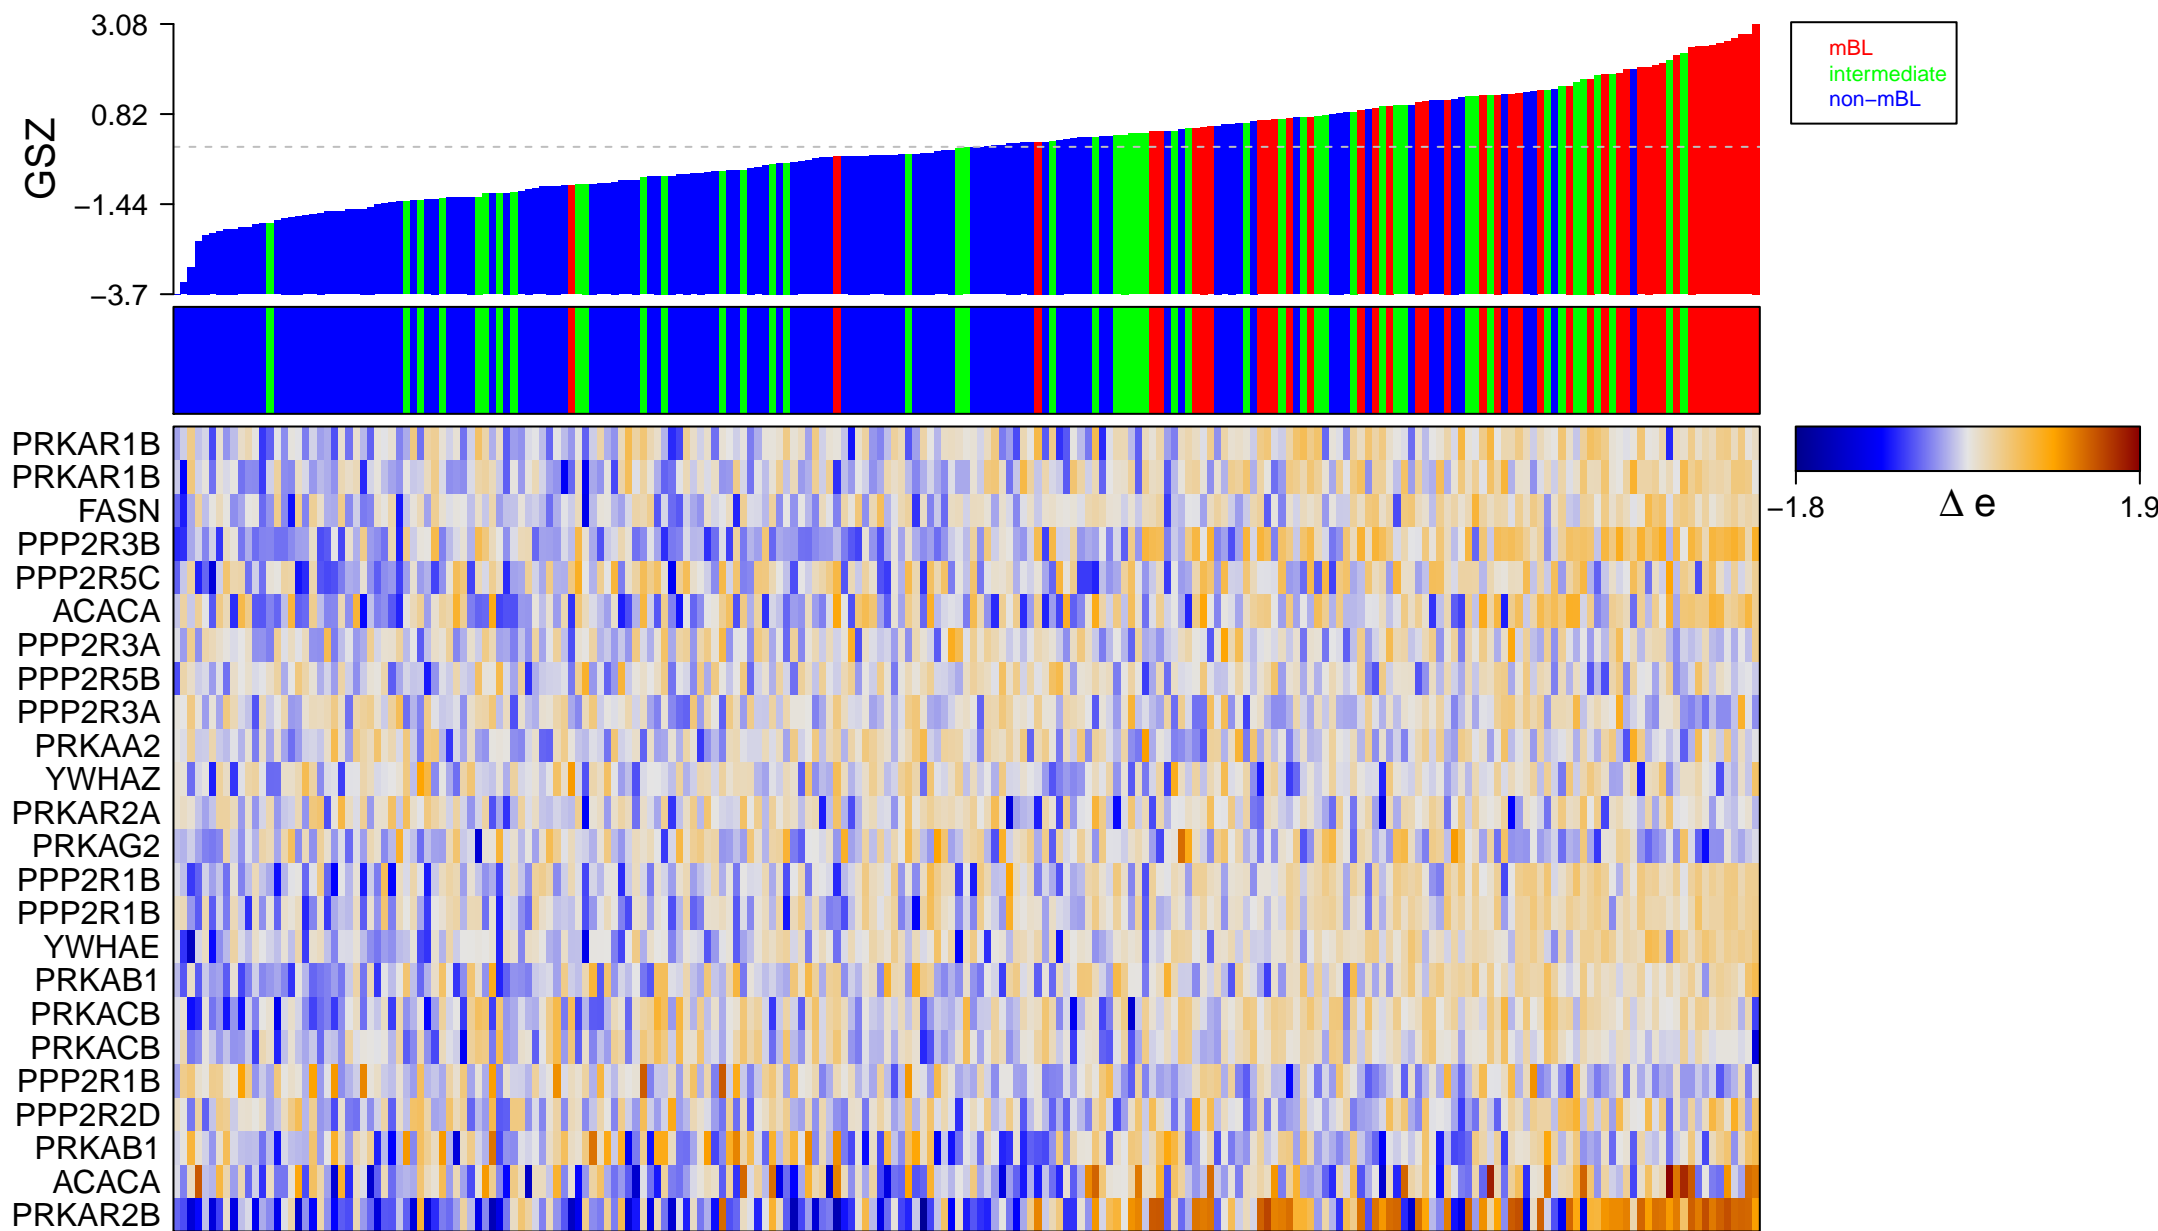 3.08
0.82
−1.44
−3.7
GSZ
mBL
intermediate
non−mBL
PRKAR1B
PRKAR1B
FASN
PPP2R3B
PPP2R5C
ACACA
PPP2R3A
PPP2R5B
PPP2R3A
PRKAA2
YWHAZ
PRKAR2A
PRKAG2
PPP2R1B
PPP2R1B
YWHAE
PRKAB1
PRKACB
PRKACB
PPP2R1B
PPP2R2D
PRKAB1
ACACA
PRKAR2B
−1.8 Δ e 1.9